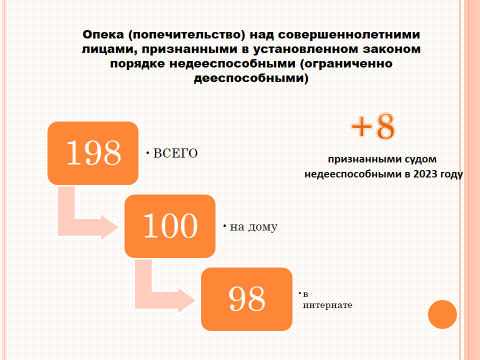 Опека (попечительство) над совершеннолетними
лицами, признанными в установленном законом
порядке недееспособными (ограниченно
дееспособными)
+8
признанными судом
недееспособными в 2023 году
198
• ВСЕГО
100
• на дому
98
• в
интернате